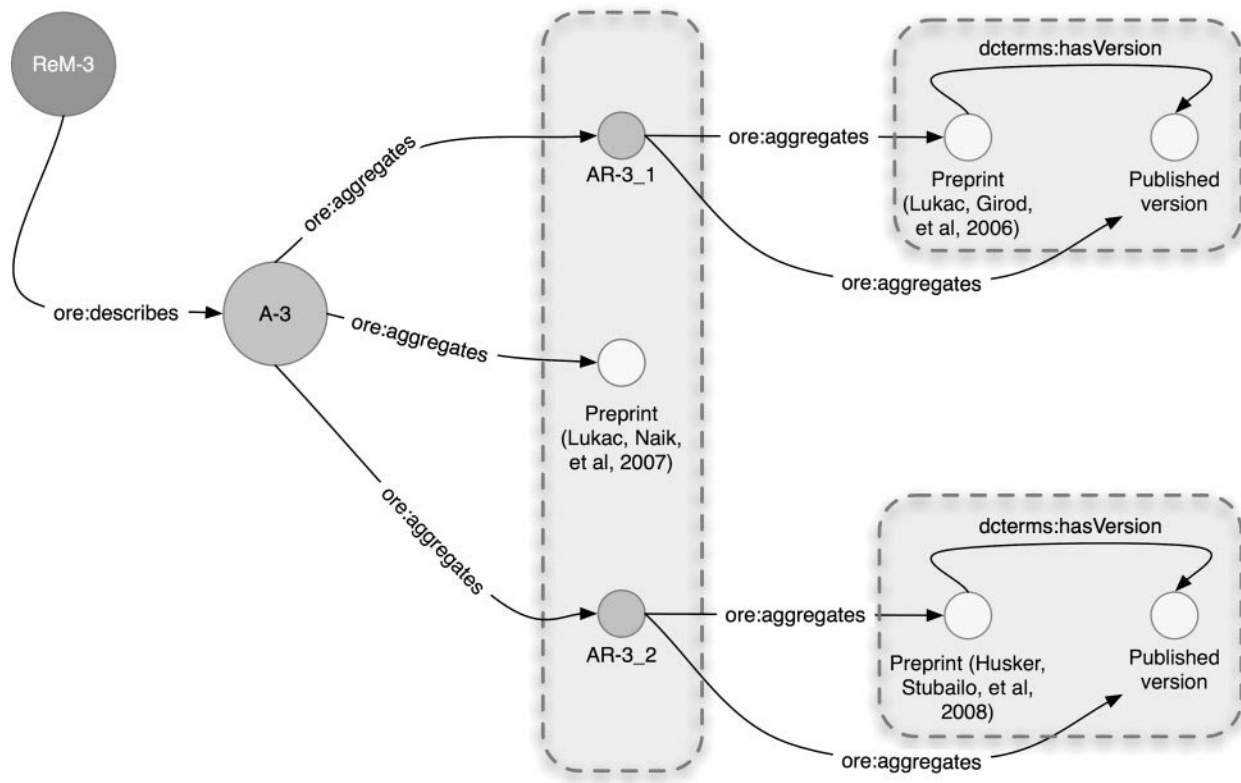 ReM-3
ore:describes
A-3
ore:aggregates
ore:aggregates
ore:aggregates
AR-3_1
Preprint
(Lukac, Naik,
et al, 2007)
AR-3_2
ore:aggregates
ore:aggregates
dcterms:hasVersion
Preprint
(Lukac, Girod,
et al, 2006)
Published
version
ore:aggregates
ore:aggregates
dcterms:hasVersion
Preprint (Husker,
Stubailo, et al,
2008)
Published
version